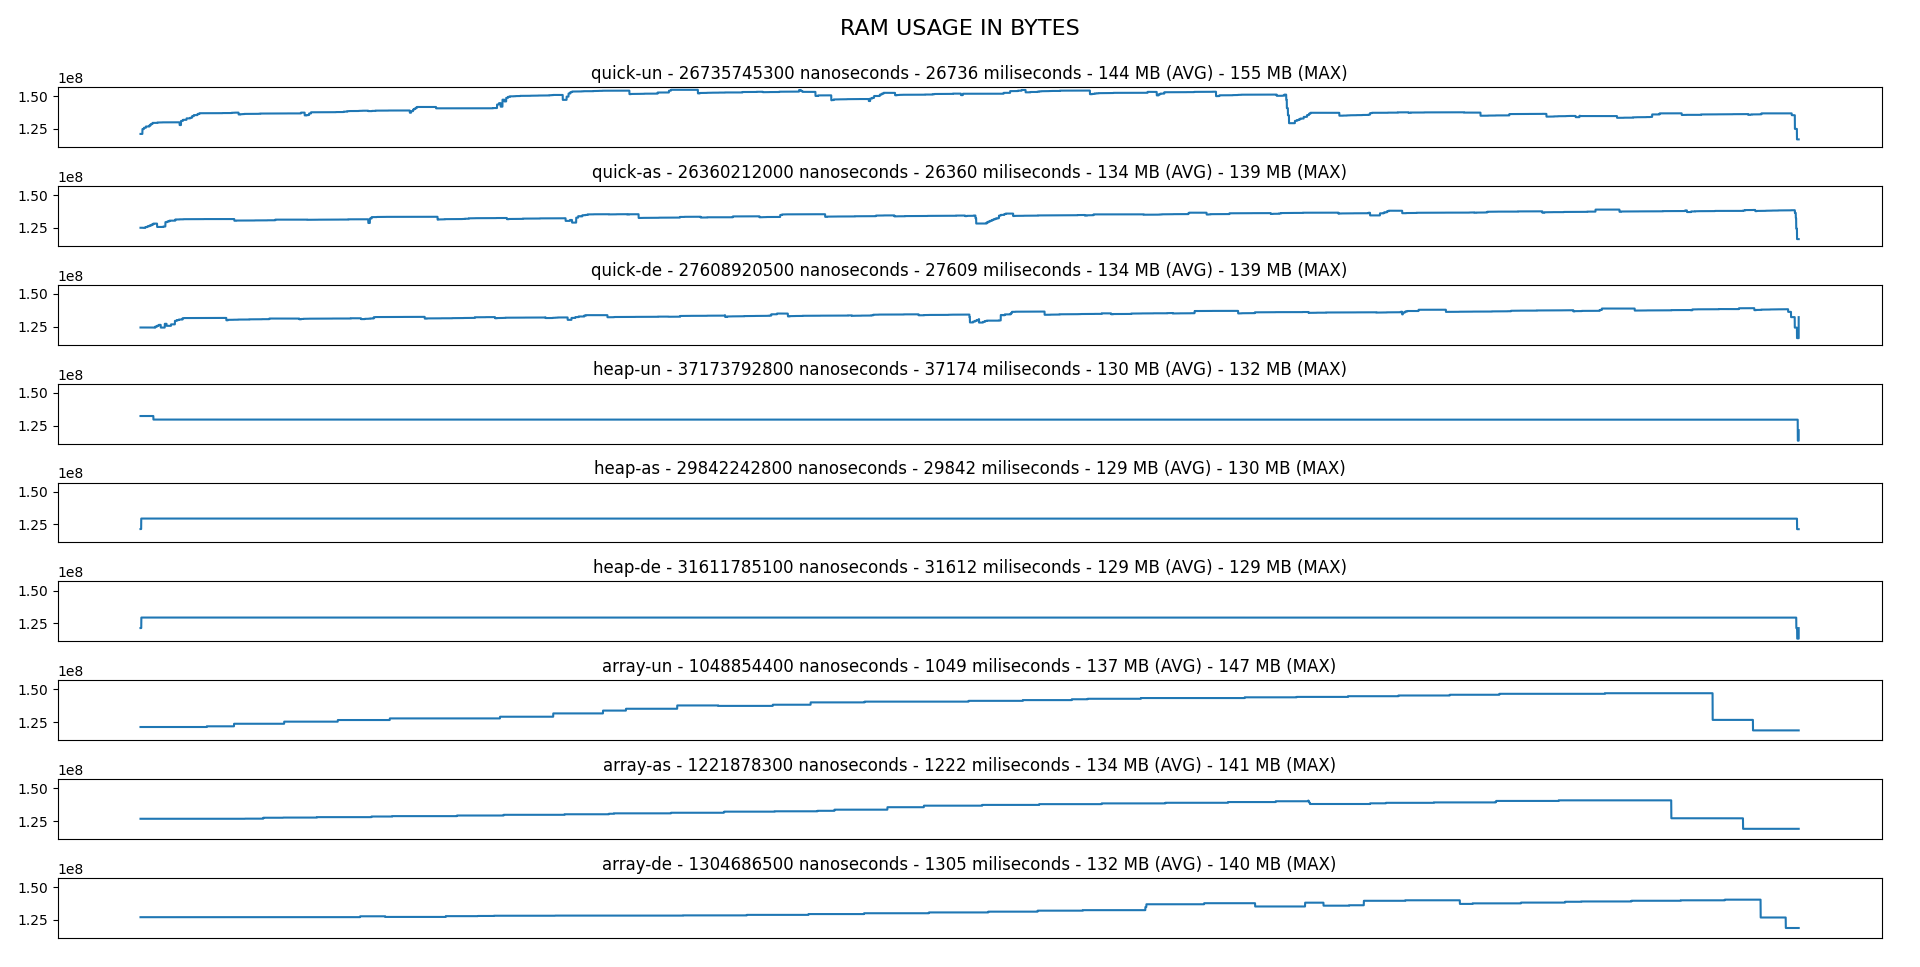 RAM USAGE IN BYTES
quick-un - 26735745300 nanoseconds - 26736 miliseconds - 144 MB (AVG) - 155 MB (MAX)
1e8
1.50
1.25
quick-as - 26360212000 nanoseconds - 26360 miliseconds - 134 MB (AVG) - 139 MB (MAX)
1e8
1.50
1.25
quick-de - 27608920500 nanoseconds - 27609 miliseconds - 134 MB (AVG) - 139 MB (MAX)
1e8
1.50
1.25
heap-un - 37173792800 nanoseconds - 37174 miliseconds - 130 MB (AVG) - 132 MB (MAX)
1e8
1.50
1.25
heap-as - 29842242800 nanoseconds - 29842 miliseconds - 129 MB (AVG) - 130 MB (MAX)
1e8
1.50
1.25
heap-de - 31611785100 nanoseconds - 31612 miliseconds - 129 MB (AVG) - 129 MB (MAX)
1e8
1.50
1.25
array-un - 1048854400 nanoseconds - 1049 miliseconds - 137 MB (AVG) - 147 MB (MAX)
1e8
1.50
1.25
array-as - 1221878300 nanoseconds - 1222 miliseconds - 134 MB (AVG) - 141 MB (MAX)
1e8
1.50
1.25
array-de - 1304686500 nanoseconds - 1305 miliseconds - 132 MB (AVG) - 140 MB (MAX)
1e8
1.50
1.25